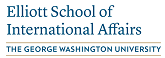 Elliott School of
International Affairs
THE GEORGE WASHINGTON UNIVERSITY